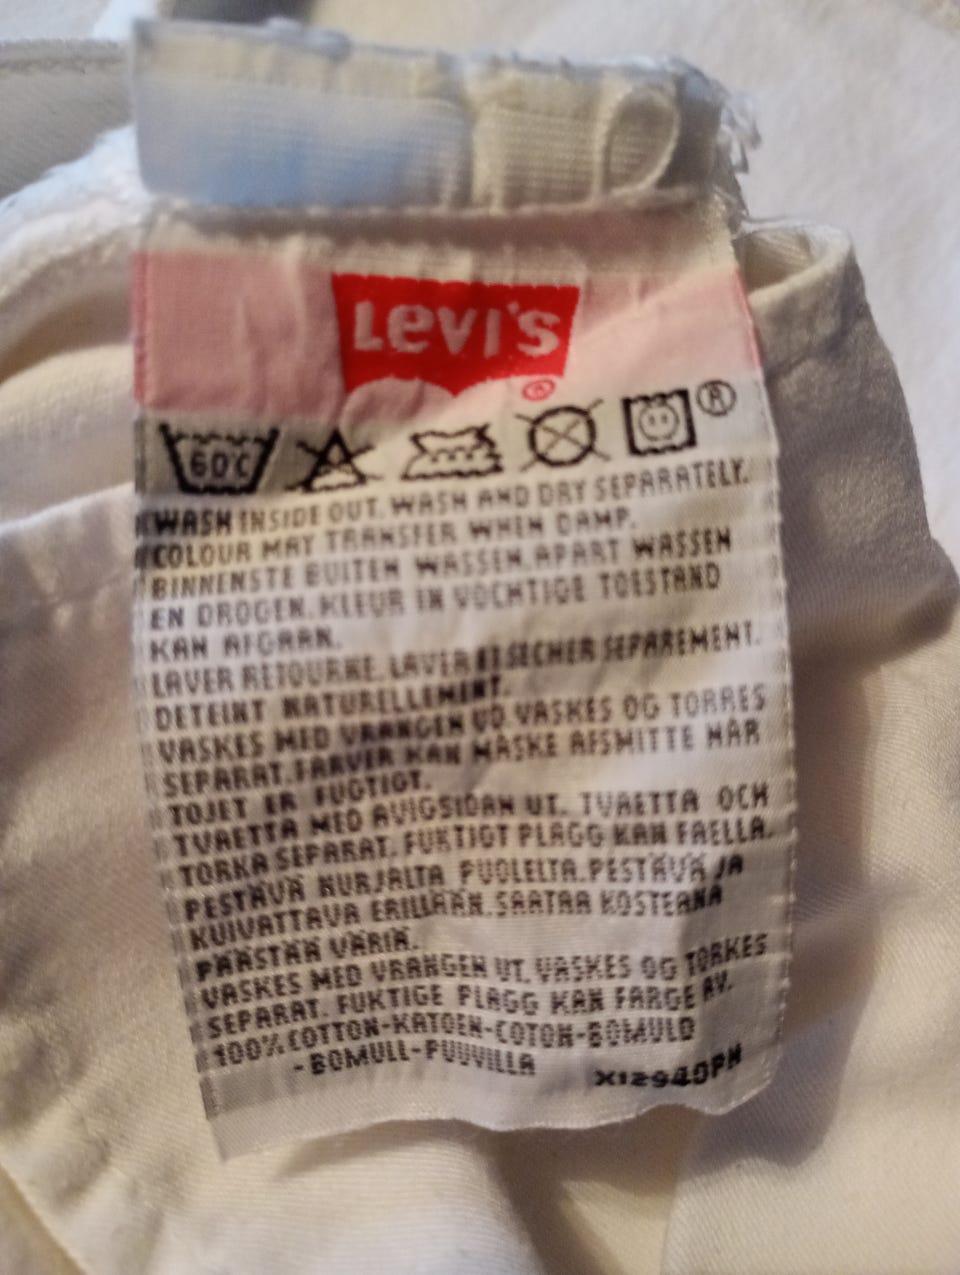 Levi's
®
60°C
®
WASH INSIDE OUT. WASH AND DRY SEPARATELY.
COLOUR MAY TRANSFER WHEN DAMP.
BINNENSTE BUITEN WASSEN. APART WASSEN
EN DROGEN. KLEUR IN VOCHTIGE TOESTAND
KAN AFGAAN.
LAVER RETOURNE. LAVER ET SECHER SEPAREMENT.
DETEINT NATURELLEMENT.
VASKES MED VRANGEN UD. VASKES OG TORRES
SEPARAT. FARVER KAN MÅSKE AFSMITTE NÅR
TOJET ER FUGTIGT.
TVAETTA MED AVIGSIDAN UT. TVAETTA OCH
TORKA SEPARAT. FUKTIGT PLAGG KAN FAELLA.
PESTÄVÄ NURJALTA PUOLELTA. PESTÄVÄ JA
KUIVATTAVA ERILLÄÄN. SAATAA KOSTEANA
PÄÄSTÄÄ VÄRIÄ.
VASKES MED VRANGEN UT. VASKES OG TØRKES
SEPARAT. FUKTIGE PLAGG KAN FARGE AV.
100% COTTON-KATOEN-COTON-BOMULD
-BOMULL-PUUVILLA
X12940PH